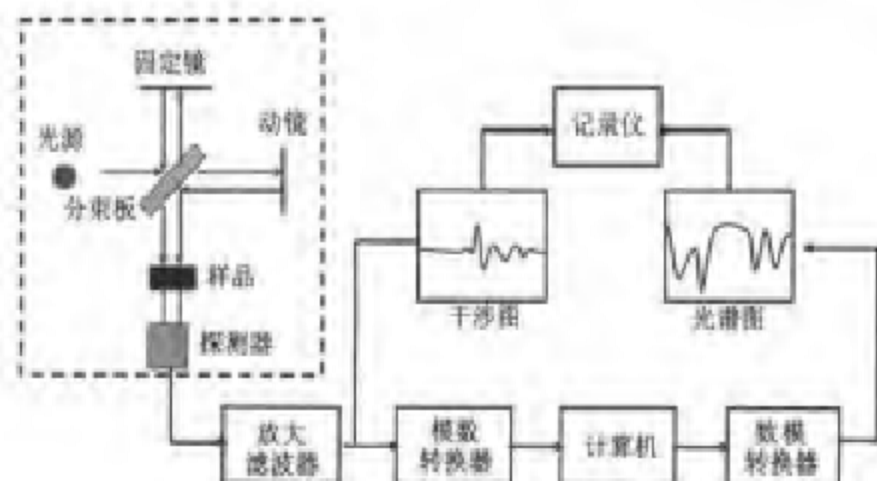 固定镜
动镜
光源
分束板
样品
探测器
记录仪
干涉图
光谱图
放大
滤波器
模数
转换器
计算机
数模
转换器